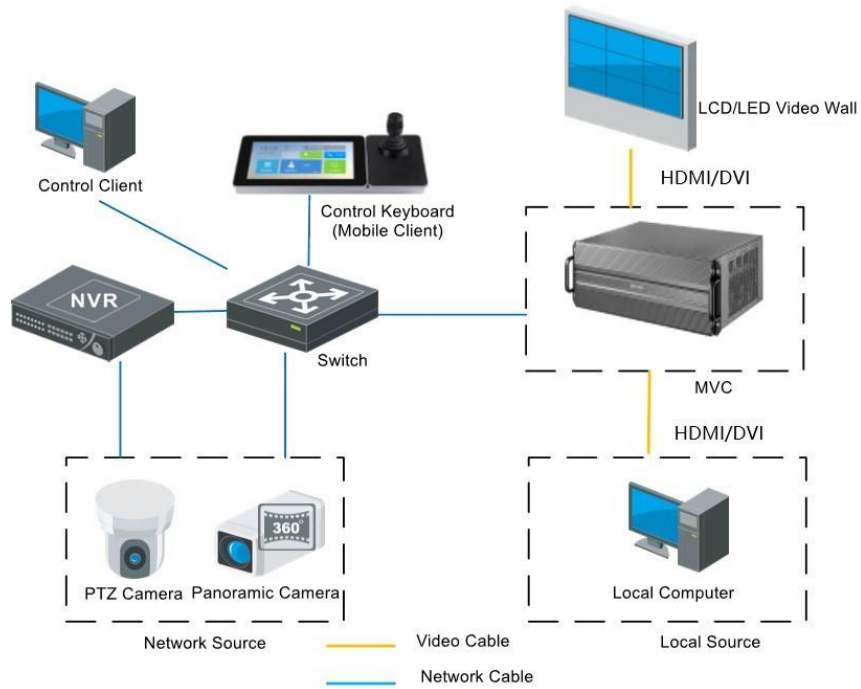 LCD/LED Video Wall
Control Client
HDMI/DVI
Control Keyboard
(Mobile Client)
NVR
Switch
MVC
HDMI/DVI
360°
PTZ Camera
Panoramic Camera
Local Computer
Network Source
Video Cable
Local Source
Network Cable